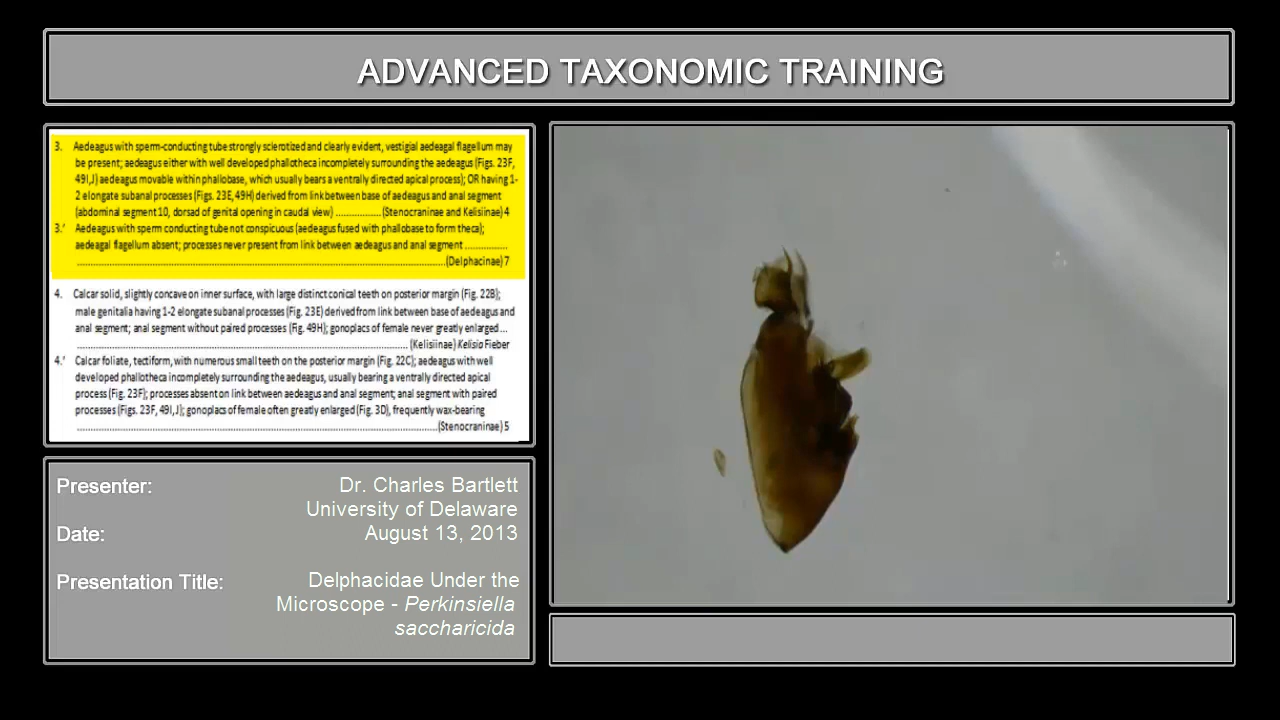 ADVANCED TAXONOMIC TRAINING
3. Aedeagus with sperm-conducting tube strongly sclerotized and clearly evident, vestigial aedeagal flagellum may
be present; aedeagus either with well developed phallotheca incompletely surrounding the aedeagus (Figs. 23F,
49I,J) aedeagus movable within phallobase, which usually bears a ventrally directed apical process); OR having 1-
2 elongate subanal processes (Figs. 23E, 49H) derived from link between base of aedeagus and anal segment
(abdominal segment 10, dorsad of genital opening in caudal view) ................(Stenocraninae and Kelisiinae) 4
3.' Aedeagus with sperm conducting tube not conspicuous (aedeagus fused with phallobase to form theca);
aedeagal flagellum absent; processes never present from link between aedeagus and anal segment ...............
.....................................................................................................................................(Delphacinae) 7
4. Calcar solid, slightly concave on inner surface, with large distinct conical teeth on posterior margin (Fig. 22B);
male genitalia having 1-2 elongate subanal processes (Fig. 23E) derived from link between base of aedeagus and
anal segment; anal segment without paired processes (Fig. 49H); gonoplacs of female never greatly enlarged...
........................................................................................................................ (Kelisiinae) Kelisia Fieber
4.' Calcar foliate, tectiform, with numerous small teeth on the posterior margin (Fig. 22C); aedeagus with well
developed phallotheca incompletely surrounding the aedeagus, usually bearing a ventrally directed apical
process (Fig. 23F); processes absent on link between aedeagus and anal segment; anal segment with paired
processes (Figs. 23F, 49I,J); gonoplacs of female often greatly enlarged (Fig. 3D), frequently wax-bearing
...................................................................................................................................(Stenocraninae) 5
Presenter: Dr. Charles Bartlett
University of Delaware
Date: August 13, 2013
Presentation Title: Delphacidae Under the
Microscope - Perkinsiella
saccharicida